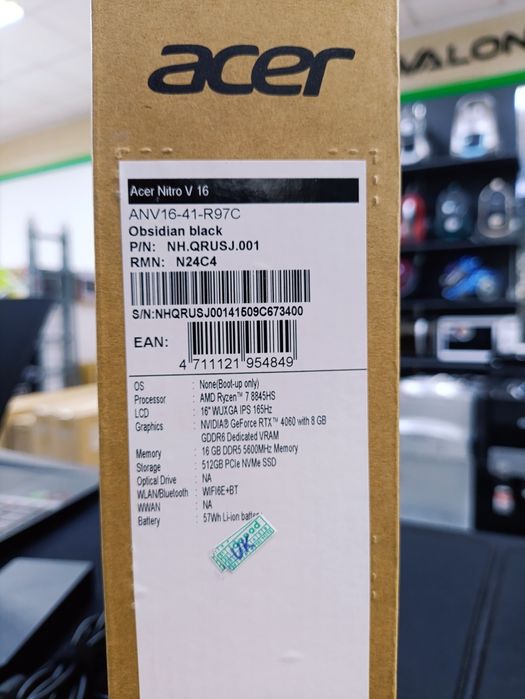 acer
VALON
Acer Nitro V 16
ANV16-41-R97C
Obsidian black
P/N: NH.QRUSJ.001
RMN: N24C4
S/N:NHQRUSJ00141509C673400
EAN:
4 711121 954849
OS : None(Boot-up only)
Processor : AMD Ryzen™ 7 8845HS
LCD : 16" WUXGA IPS 165Hz
Graphics : NVIDIA® GeForce RTX™ 4060 with 8 GB
GDDR6 Dedicated VRAM
Memory : 16 GB DDR5 5600MHz Memory
Storage : 512GB PCIe NVMe SSD
Optical Drive : NA
WLAN/Bluetooth : WIFI6E+BT
WWAN : NA
Battery : 57Wh Li-ion batter
OK